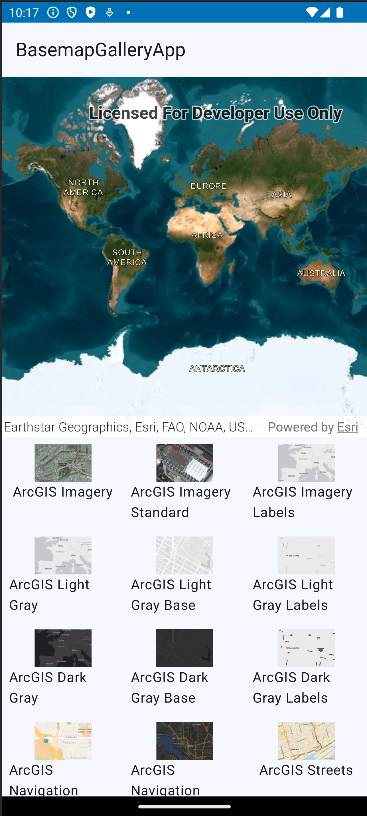 10:17
BasemapGalleryApp
Licensed For Developer Use Only
NORTH
AMERICA
EUROPE
ASIA
AFRICA
SOUTH
AMERICA
AUSTRALIA
ANTARCTICA
Earthstar Geographics, Esri, FAO, NOAA, US... Powered by Esri
ArcGIS Imagery
ArcGIS Imagery
Standard
ArcGIS Imagery
Labels
ArcGIS Light
Gray
ArcGIS Light
Gray Base
ArcGIS Light
Gray Labels
ArcGIS Dark
Gray
ArcGIS Dark
Gray Base
ArcGIS Dark
Gray Labels
ArcGIS
Navigation
ArcGIS
Navigation
ArcGIS Streets